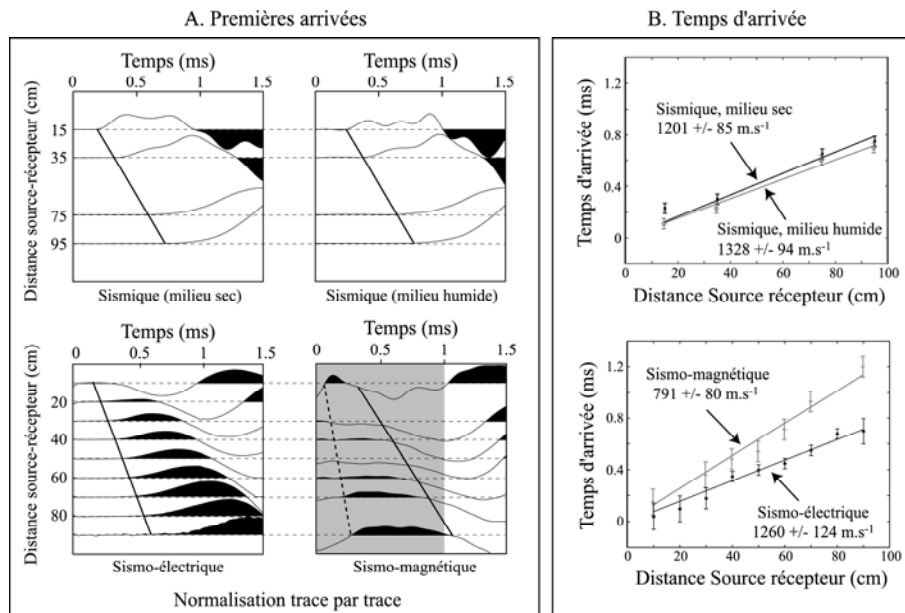 A. Premières arrivées
B. Temps d'arrivée
Temps (ms)
0 0.5 1 1.5
Temps (ms)
0 0.5 1 1.5
Distance source-récepteur (cm)
15
35
75
95
Sismique (milieu sec)
Sismique (milieu humide)
Temps (ms)
0 0.5 1 1.5
Temps (ms)
0 0.5 1 1.5
Distance source-récepteur (cm)
20
40
60
80
Sismo-électrique
Sismo-magnétique
Normalisation trace par trace
Temps d'arrivée (ms)
1.2
0.8
0.4
0
Sismique, milieu sec
1201 +/- 85 m.s-1
Sismique, milieu humide
1328 +/- 94 m.s-1
0 20 40 60 80 100
Distance Source récepteur (cm)
Temps d'arrivée (ms)
1.2
0.8
0.4
0
Sismo-magnétique
791 +/- 80 m.s-1
Sismo-électrique
1260 +/- 124 m.s-1
0 20 40 60 80 100
Distance Source récepteur (cm)